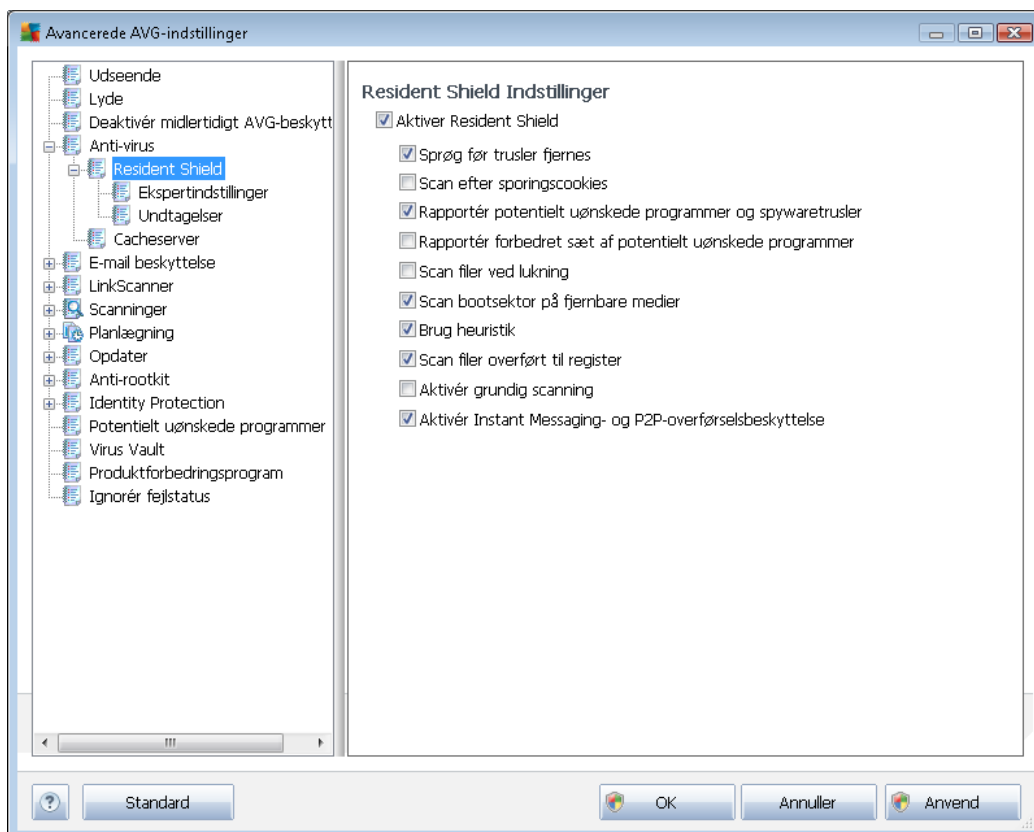 Avancerede AVG-indstillinger
Udseende
Lyde
Deaktivér midlertidigt AVG-beskytt
Anti-virus
Resident Shield
Ekspertindstillinger
Undtagelser
Cacheserver
E-mail beskyttelse
LinkScanner
Scanninger
Planlægning
Opdater
Anti-rootkit
Identity Protection
Potentielt uønskede programmer
Virus Vault
Produktforbedringsprogram
Ignorér fejlstatus
Resident Shield Indstillinger
Aktiver Resident Shield
Sprøg før trusler fjernes
Scan efter sporingscookies
Rapportér potentielt uønskede programmer og spywaretrusler
Rapportér forbedret sæt af potentielt uønskede programmer
Scan filer ved lukning
Scan bootsektor på fjernbare medier
Brug heuristik
Scan filer overført til register
Aktivér grundig scanning
Aktivér Instant Messaging- og P2P-overførselsbeskyttelse
? Standard OK Annuller Anvend